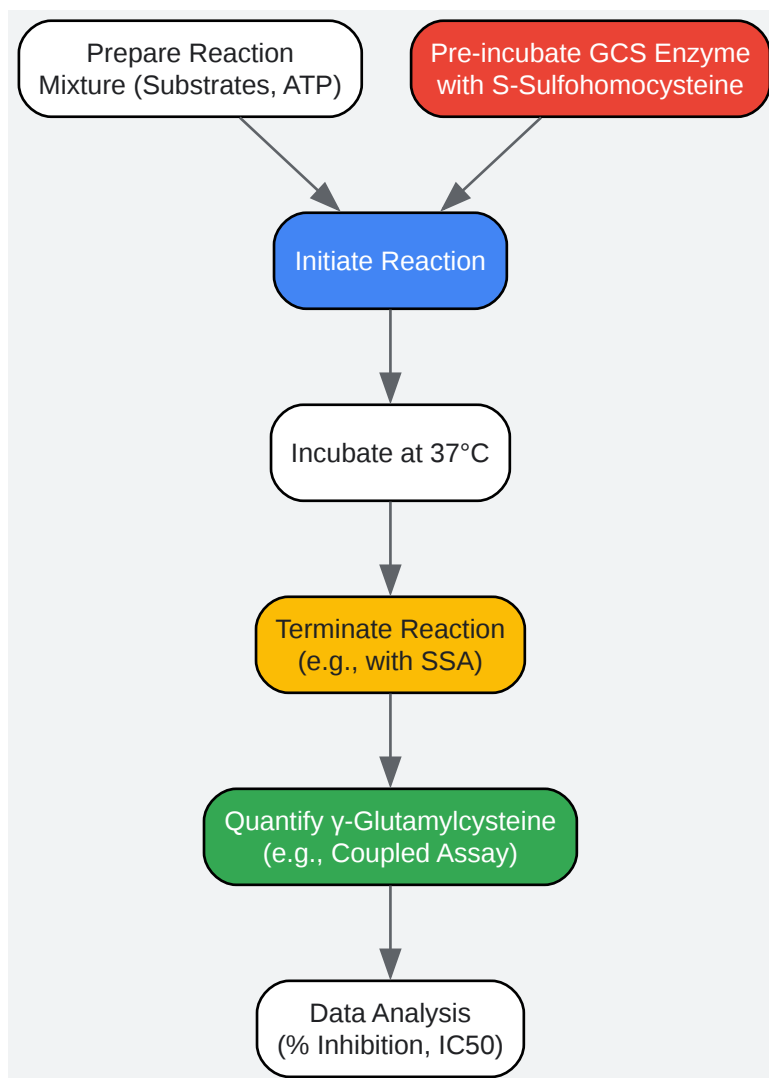 Prepare Reaction
Mixture (Substrates, ATP)
Pre-incubate GCS Enzyme
with S-Sulfohomocysteine
Initiate Reaction
Incubate at 37°C
Terminate Reaction
(e.g., with SSA)
Quantify γ-Glutamylcysteine
(e.g., Coupled Assay)
Data Analysis
(% Inhibition, IC50)